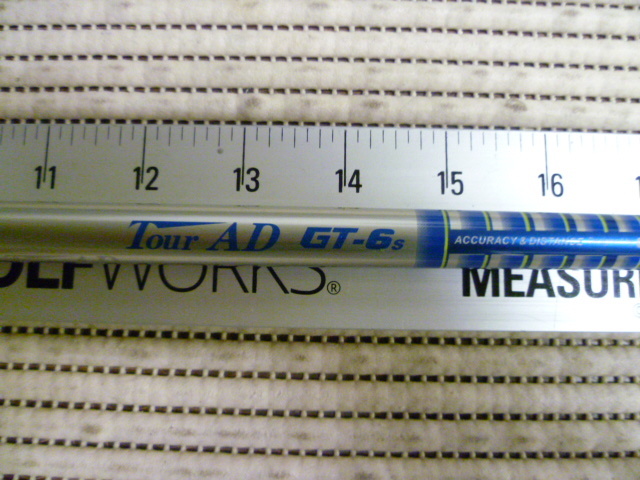 11 12 13 14 15 16
Tour AD GT-6s ACCURACY & DISTANCE
WORKS® MEASUR